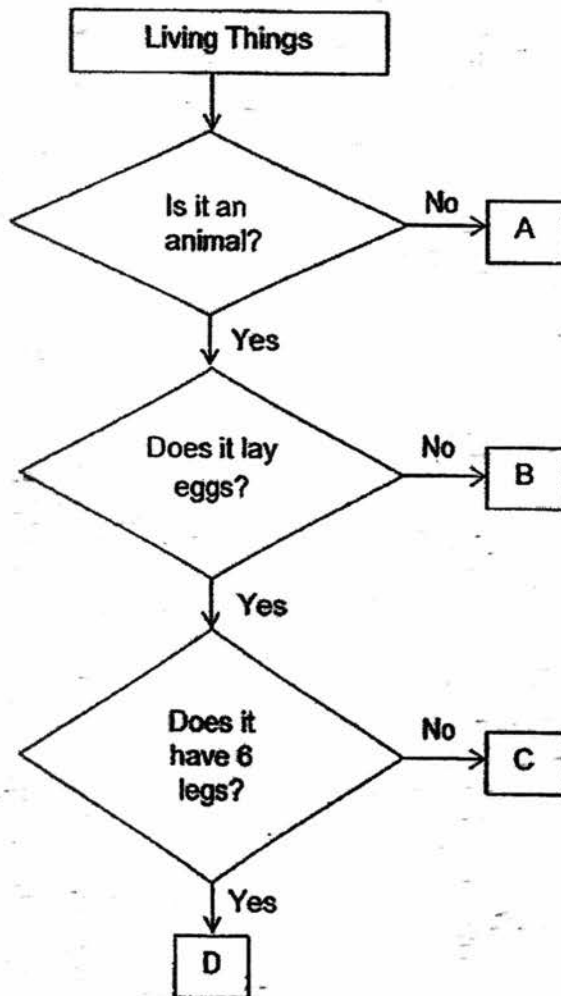 Living Things
Is it an
animal?
No
A
Yes
Does it lay
eggs?
No
B
Yes
Does it
have 6
legs?
No
C
Yes
D